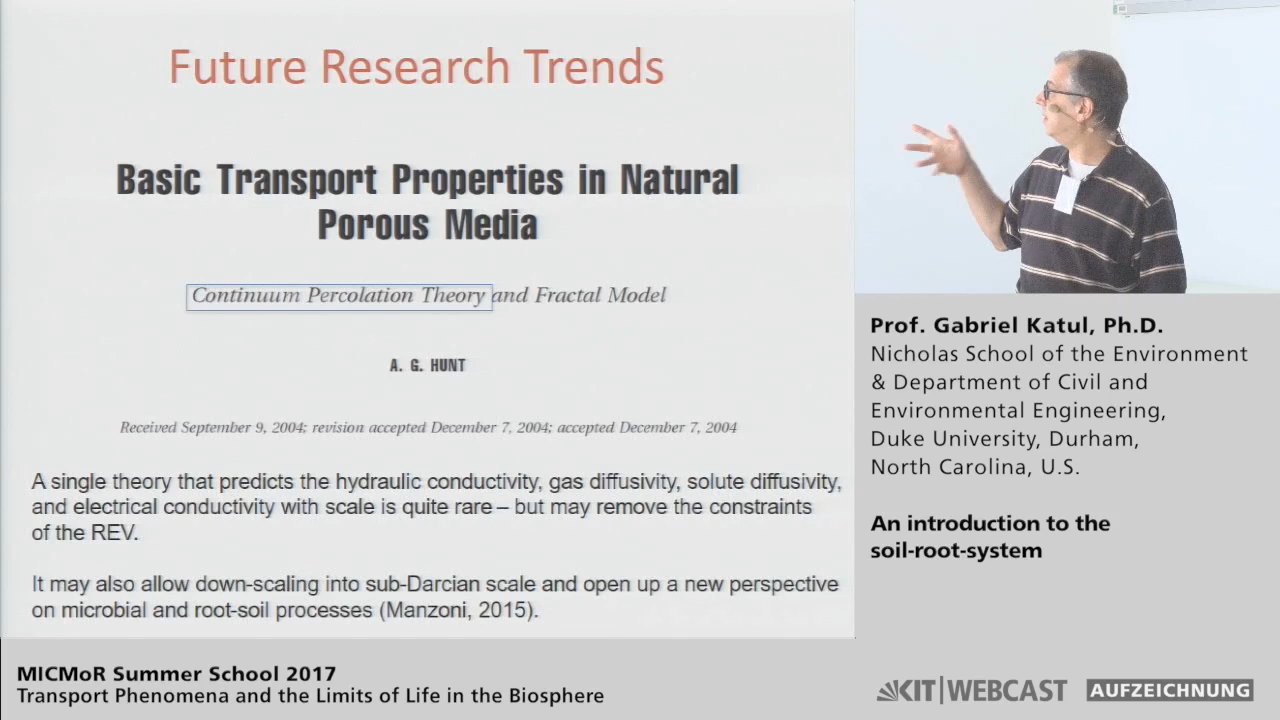 Future Research Trends
Basic Transport Properties in Natural
Porous Media
Continuum Percolation Theory and Fractal Model
A. G. HUNT
Received September 9, 2004; revision accepted December 7, 2004; accepted December 7, 2004
A single theory that predicts the hydraulic conductivity, gas diffusivity, solute diffusivity,
and electrical conductivity with scale is quite rare – but may remove the constraints
of the REV.
It may also allow down-scaling into sub-Darcian scale and open up a new perspective
on microbial and root-soil processes (Manzoni, 2015).
Prof. Gabriel Katul, Ph.D.
Nicholas School of the Environment
& Department of Civil and
Environmental Engineering,
Duke University, Durham,
North Carolina, U.S.
An introduction to the
soil-root-system
MICMoR Summer School 2017
Transport Phenomena and the Limits of Life in the Biosphere
KIT|WEBCAST AUFZEICHNUNG